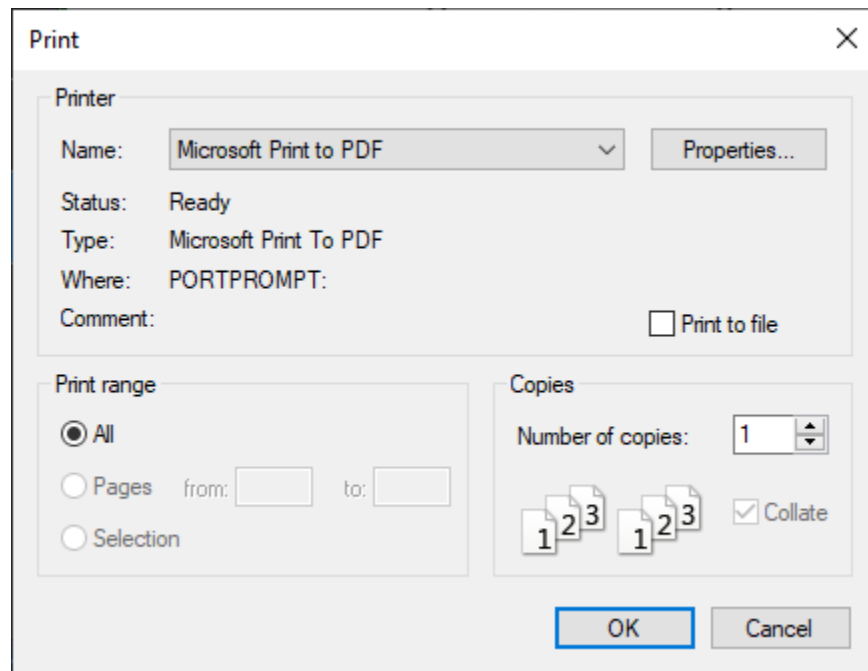 Print
Printer
Name: Microsoft Print to PDF Properties...
Status: Ready
Type: Microsoft Print To PDF
Where: PORTPROMPT:
Comment: Print to file
Print range
All
Pages from: to:
Selection
Copies
Number of copies: 1
1 2 3 1 2 3 Collate
OK Cancel